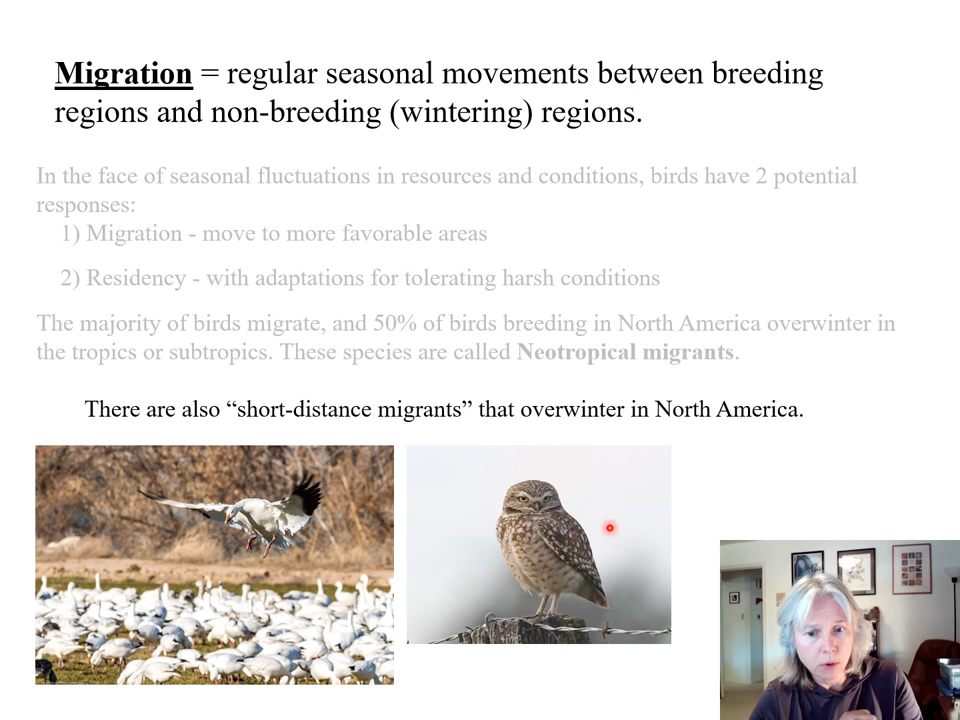 Migration = regular seasonal movements between breeding
regions and non-breeding (wintering) regions.
In the face of seasonal fluctuations in resources and conditions, birds have 2 potential
responses:
1) Migration - move to more favorable areas
2) Residency - with adaptations for tolerating harsh conditions
The majority of birds migrate, and 50% of birds breeding in North America overwinter in
the tropics or subtropics. These species are called Neotropical migrants.
There are also “short-distance migrants” that overwinter in North America.